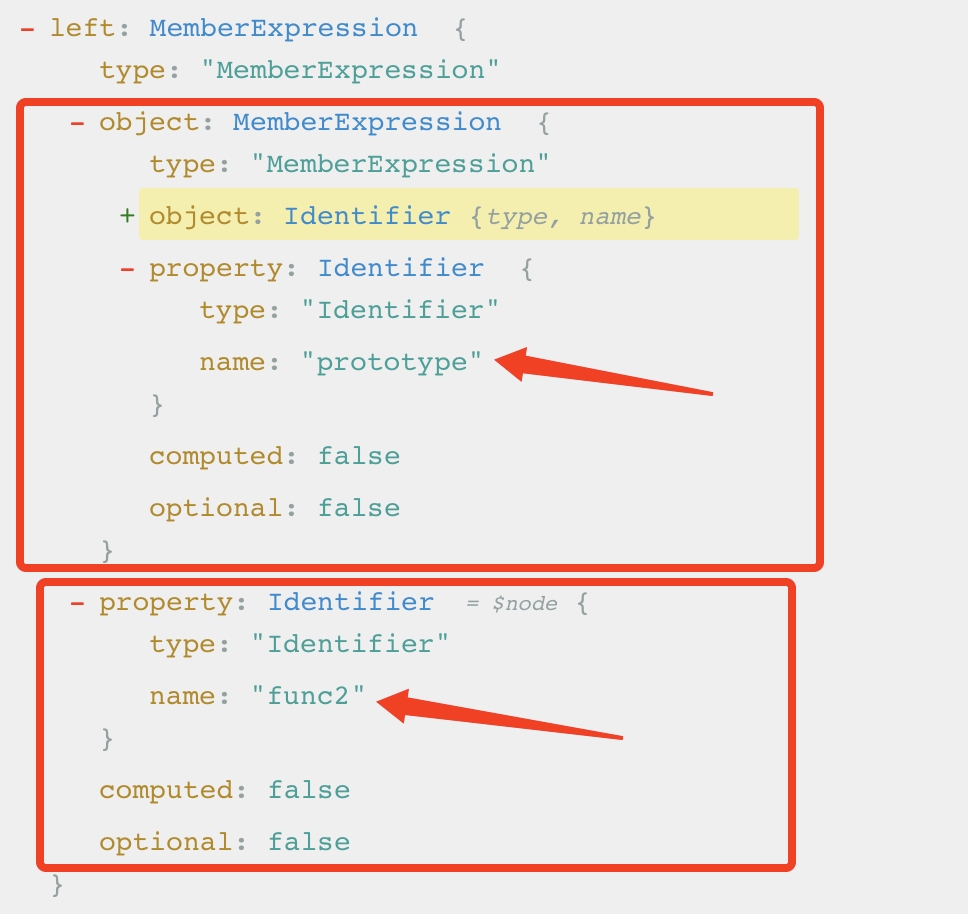 - left: MemberExpression {
type: "MemberExpression"
- object: MemberExpression {
type: "MemberExpression"
+ object: Identifier {type, name}
- property: Identifier {
type: "Identifier"
name: "prototype"
}
computed: false
optional: false
}
- property: Identifier = $node {
type: "Identifier"
name: "func2"
}
computed: false
optional: false
}